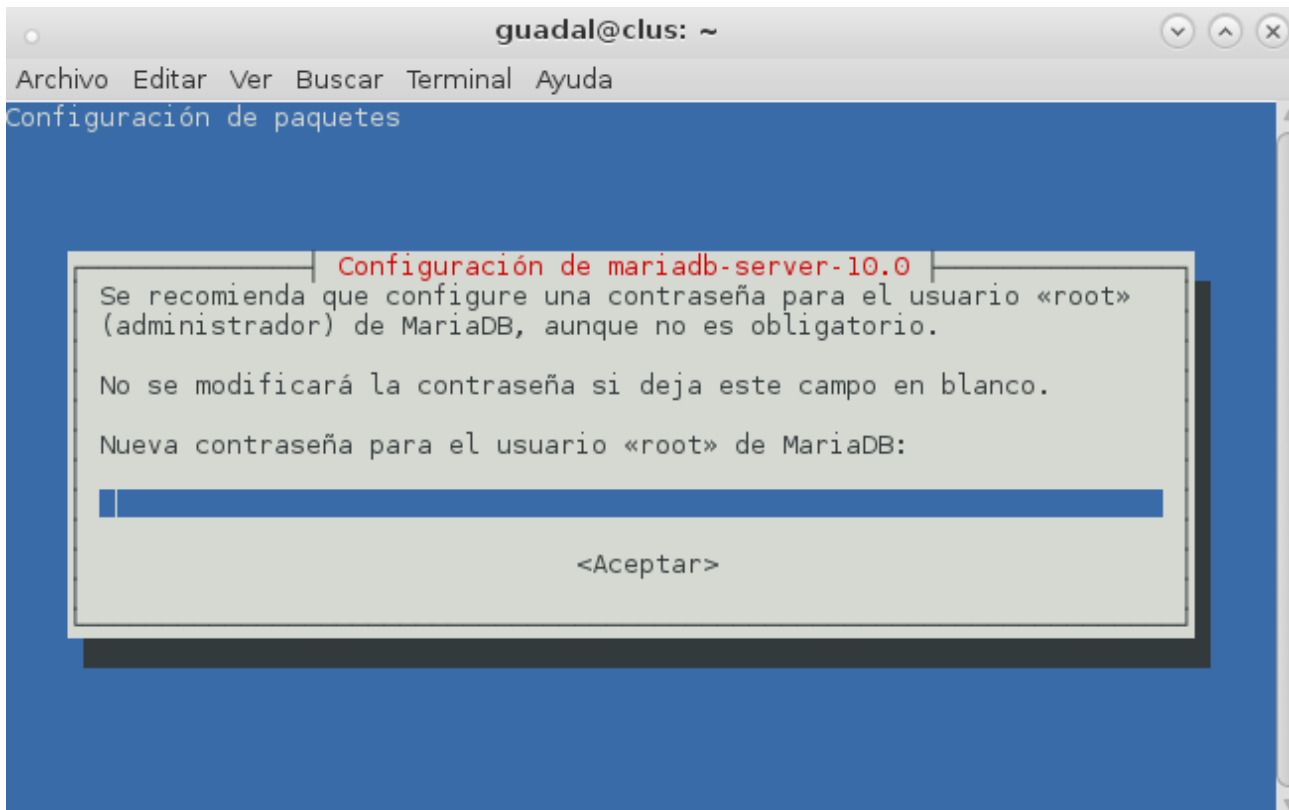 guadal@clus: ~
Archivo Editar Ver Buscar Terminal Ayuda
Configuración de paquetes
Configuración de mariadb-server-10.0
Se recomienda que configure una contraseña para el usuario «root»
(administrador) de MariaDB, aunque no es obligatorio.
No se modificará la contraseña si deja este campo en blanco.
Nueva contraseña para el usuario «root» de MariaDB:
<Aceptar>